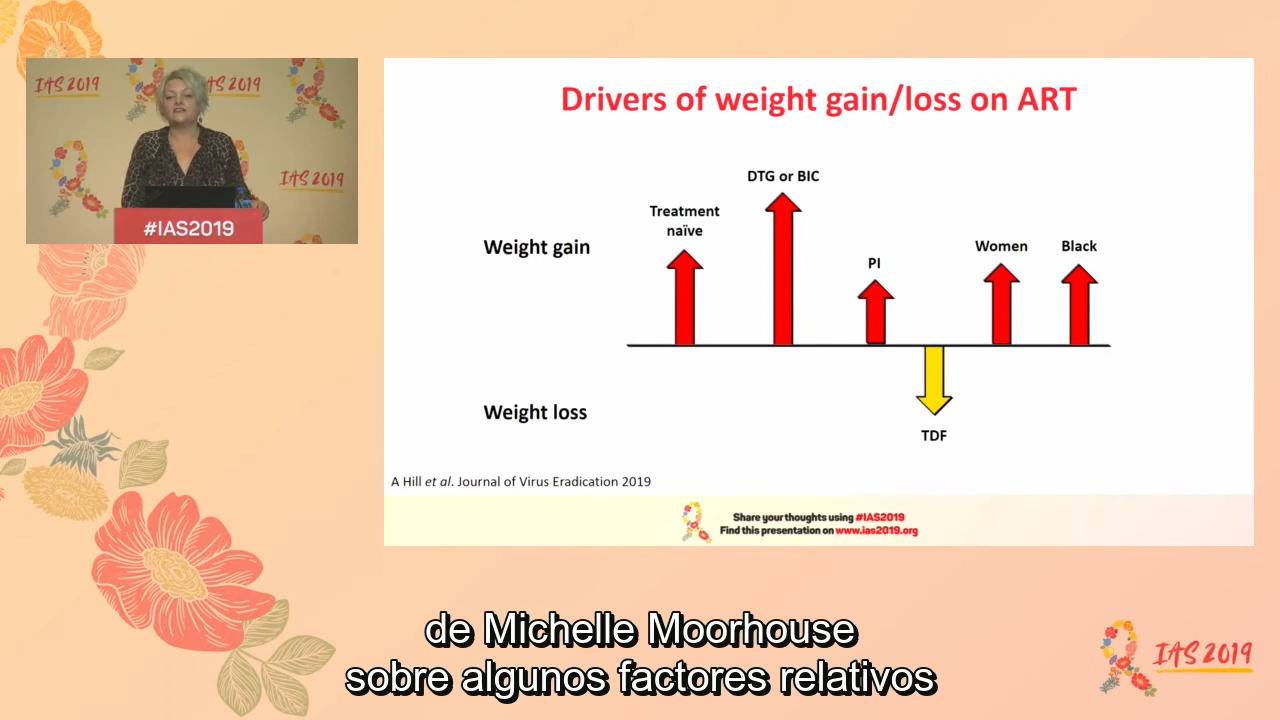 IAS 2019
AS 2019
IAS 2019
#IAS2019
Drivers of weight gain/loss on ART
DTG or BIC
Treatment
naïve
Weight gain
PI
Women
Black
Weight loss
TDF
A Hill et al. Journal of Virus Eradication 2019
Share your thoughts using #IAS2019
Find this presentation on www.ias2019.org
de Michelle Moorhouse
sobre algunos factores relativos
IAS 2019